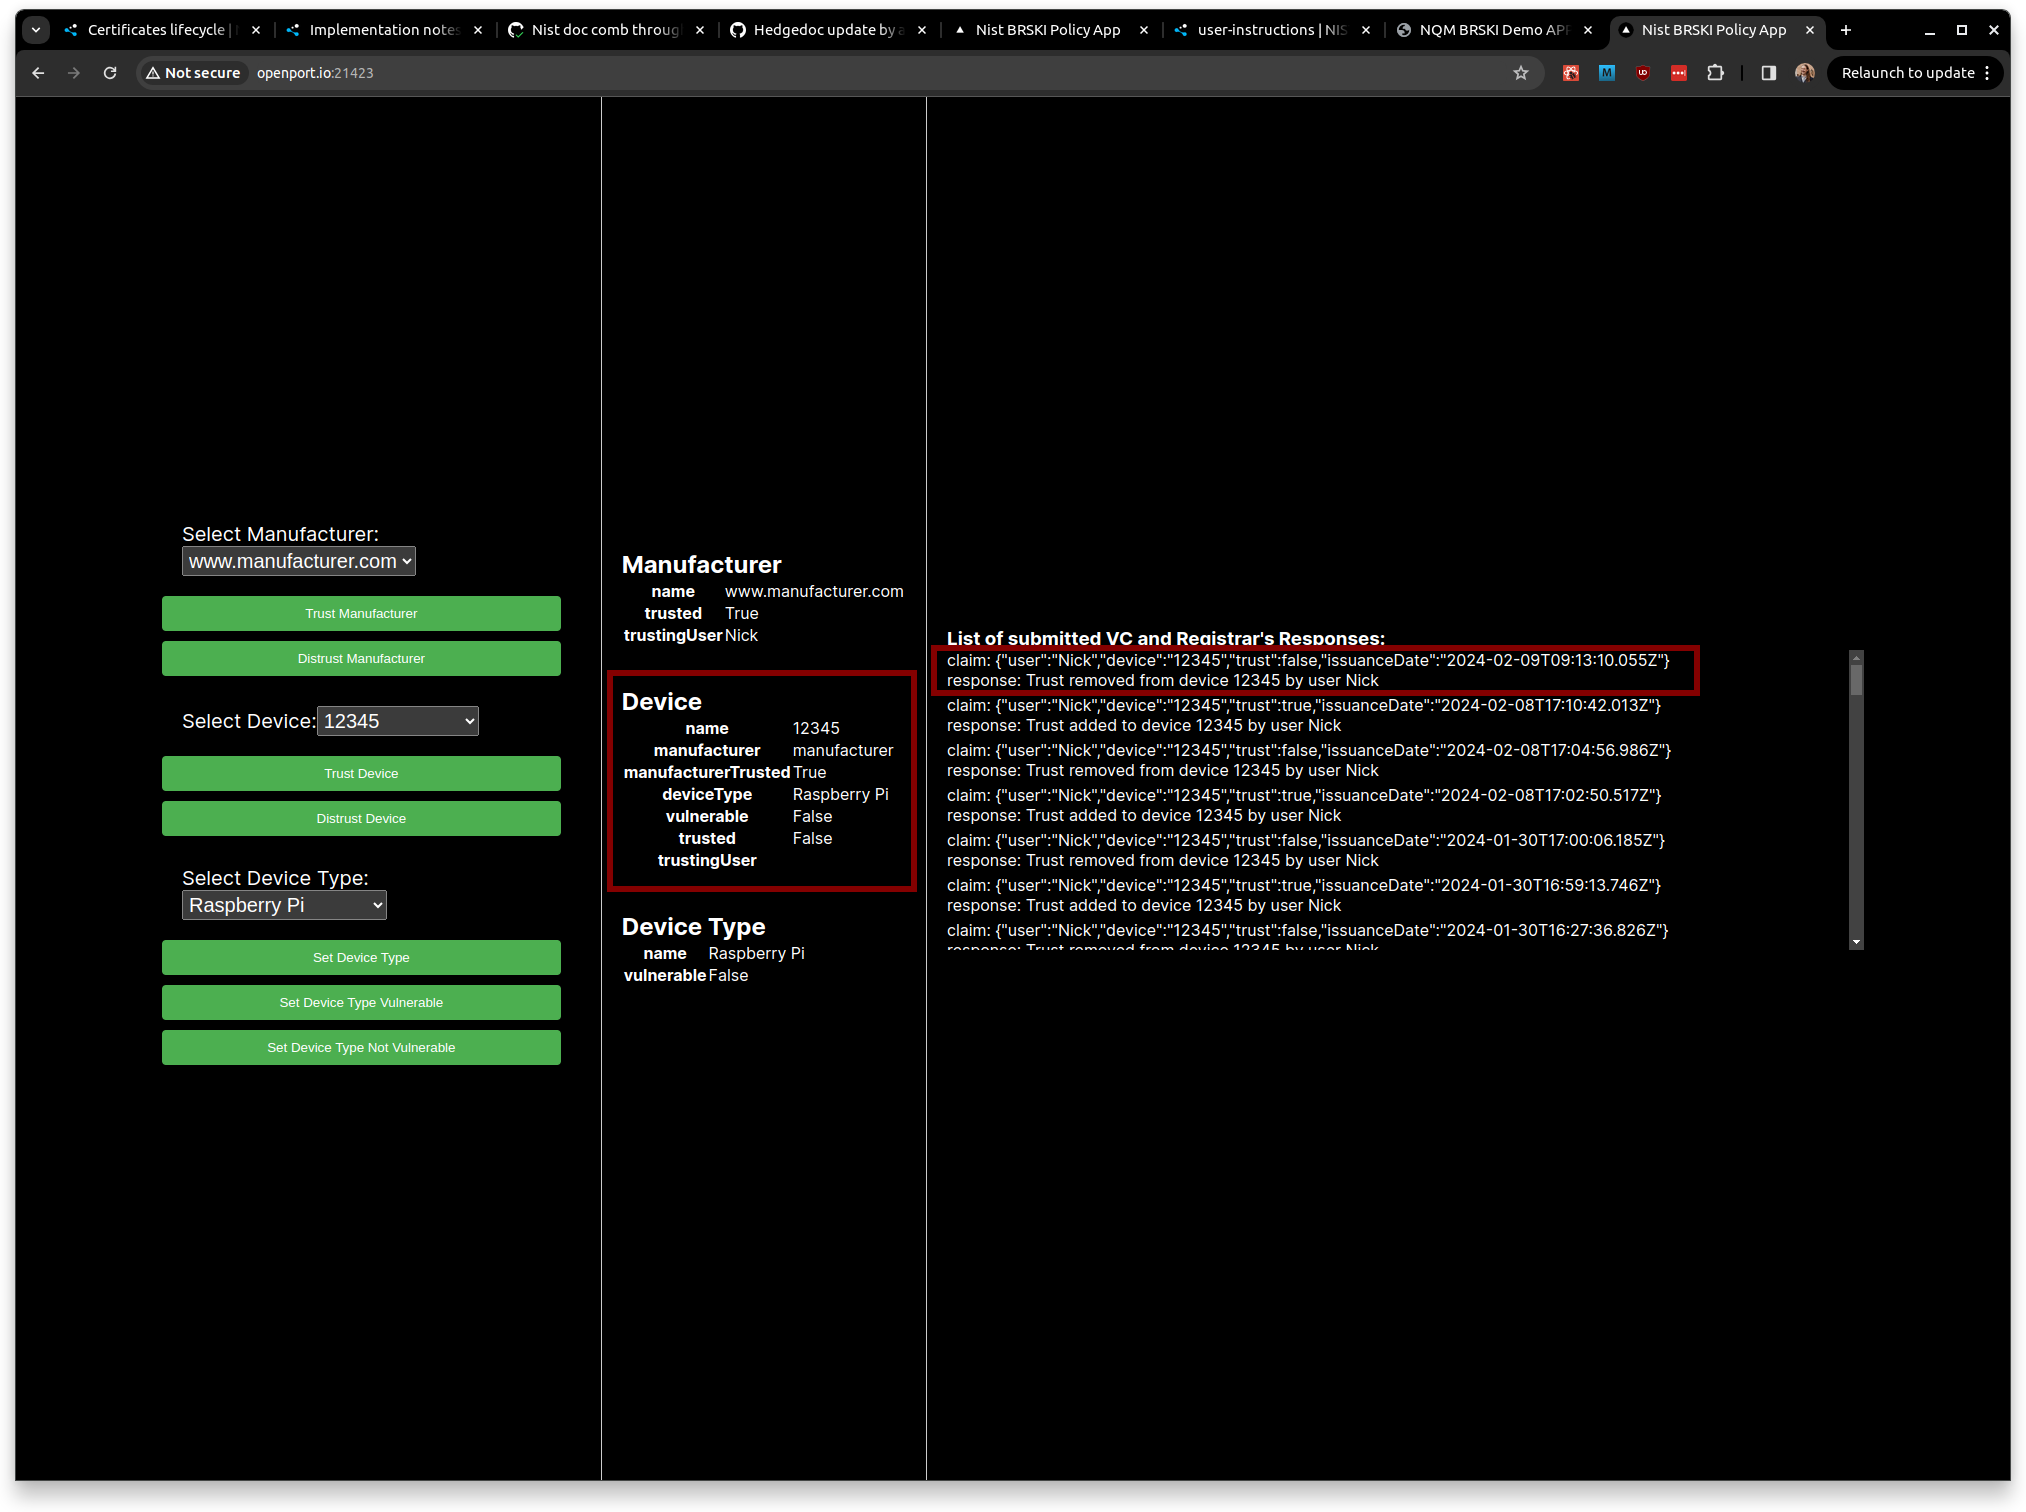 Certificates lifecycle |
Implementation notes
Nist doc comb throug
Hedgedoc update by a
Nist BRSKI Policy App
user-instructions | NIS
NQM BRSKI Demo APP
Nist BRSKI Policy App
Not secure
openport.io:21423
Relaunch to update
Select Manufacturer:
www.manufacturer.com
Trust Manufacturer
Distrust Manufacturer
Select Device: 12345
Trust Device
Distrust Device
Select Device Type:
Raspberry Pi
Set Device Type
Set Device Type Vulnerable
Set Device Type Not Vulnerable
Manufacturer
name www.manufacturer.com
trusted True
trustingUser Nick
Device
name 12345
manufacturer manufacturer
manufacturerTrusted True
deviceType Raspberry Pi
vulnerable False
trusted False
trustingUser
Device Type
name Raspberry Pi
vulnerable False
List of submitted VC and Registrar's Responses:
claim: {"user":"Nick","device":"12345","trust":false,"issuanceDate":"2024-02-09T09:13:10.055Z"}
response: Trust removed from device 12345 by user Nick
claim: {"user":"Nick","device":"12345","trust":true,"issuanceDate":"2024-02-08T17:10:42.013Z"}
response: Trust added to device 12345 by user Nick
claim: {"user":"Nick","device":"12345","trust":false,"issuanceDate":"2024-02-08T17:04:56.986Z"}
response: Trust removed from device 12345 by user Nick
claim: {"user":"Nick","device":"12345","trust":true,"issuanceDate":"2024-02-08T17:02:50.517Z"}
response: Trust added to device 12345 by user Nick
claim: {"user":"Nick","device":"12345","trust":false,"issuanceDate":"2024-01-30T17:00:06.185Z"}
response: Trust removed from device 12345 by user Nick
claim: {"user":"Nick","device":"12345","trust":true,"issuanceDate":"2024-01-30T16:59:13.746Z"}
response: Trust added to device 12345 by user Nick
claim: {"user":"Nick","device":"12345","trust":false,"issuanceDate":"2024-01-30T16:27:36.826Z"}
response: Trust removed from device 12345 by user Nick